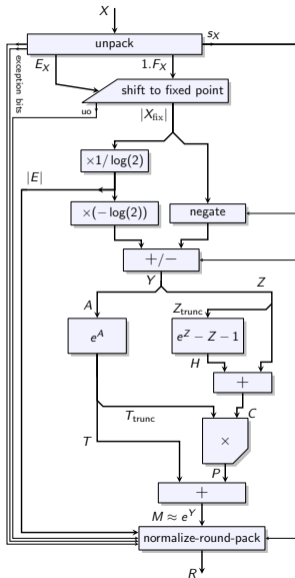 X
unpack
s_X
E_X
1.F_X
exception bits
shift to fixed point
uo
|X_fix|
×1/log(2)
|E|
×(−log(2))
negate
+/−
Y
Z
A
Z_trunc
e^A
e^Z − Z − 1
H
+
T_trunc
C
T
×
P
+
M ≈ e^Y
normalize-round-pack
R